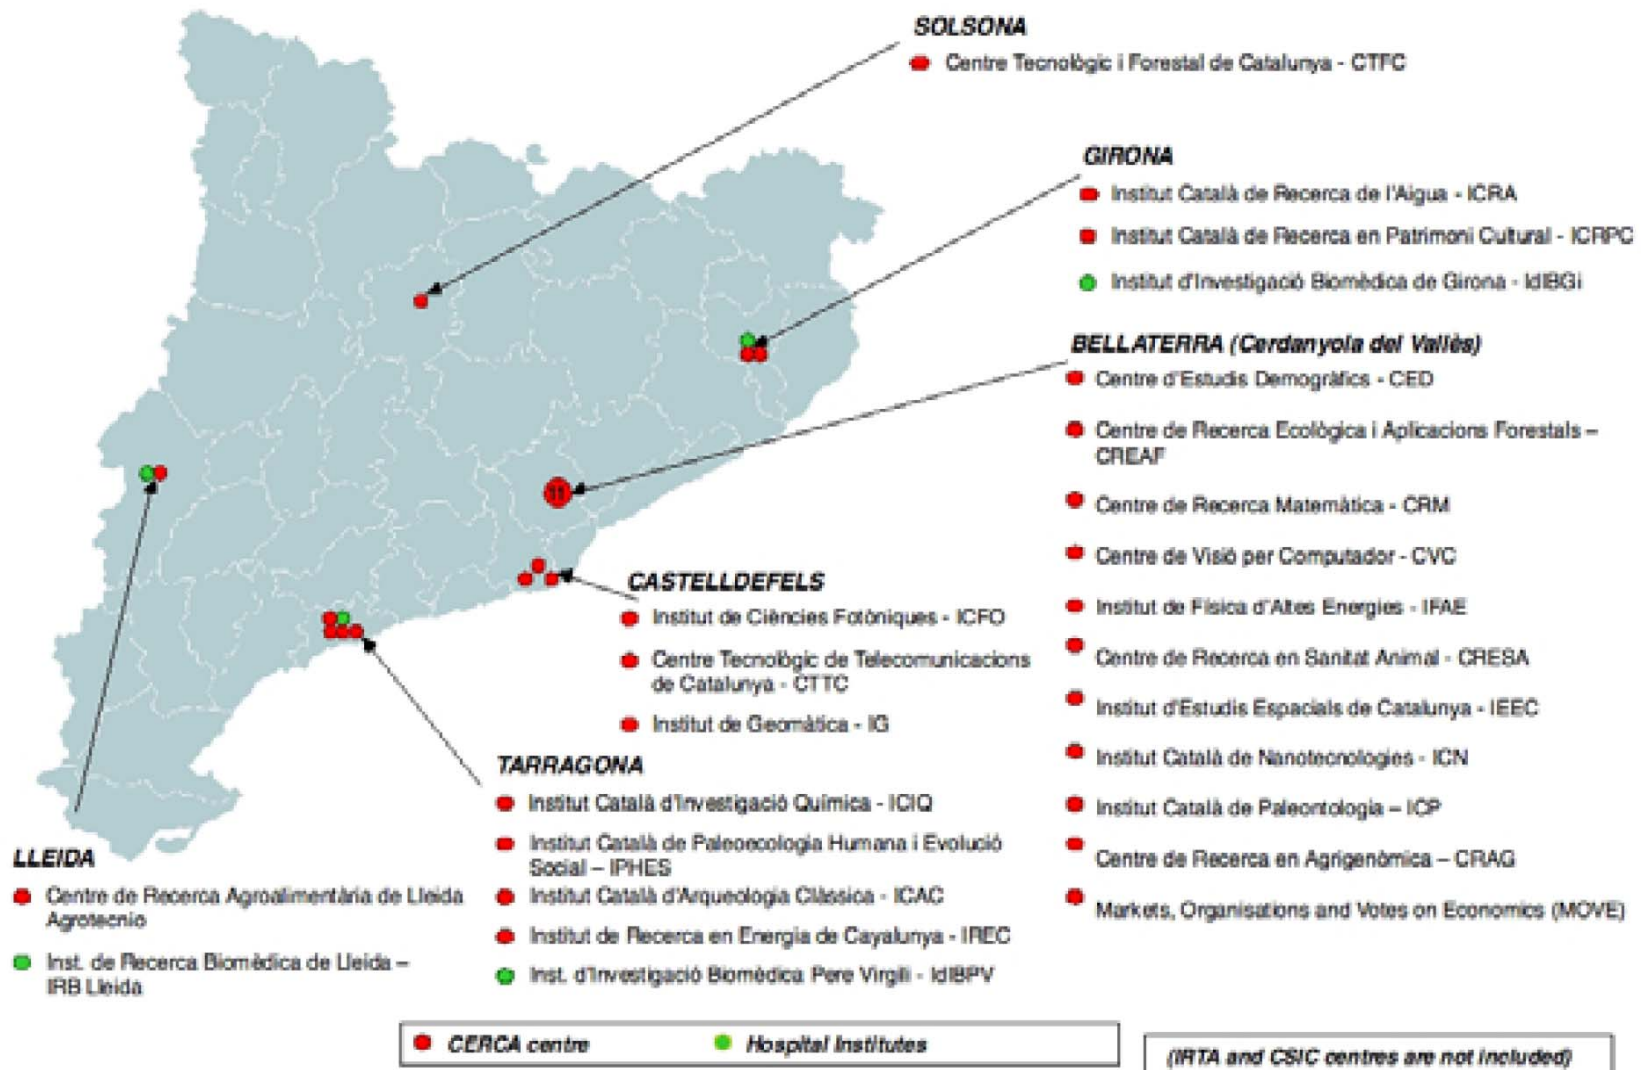 SOLSONA
Centre Tecnològic i Forestal de Catalunya - CTFC
GIRONA
Institut Català de Recerca de l'Aigua - ICRA
Institut Català de Recerca en Patrimoni Cultural - ICRPC
Institut d'Investigació Biomèdica de Girona - IdIBGi
BELLATERRA (Cerdanyola del Vallès)
Centre d'Estudis Demogràfics - CED
Centre de Recerca Ecològica i Aplicacions Forestals –
CREAF
Centre de Recerca Matemàtica - CRM
Centre de Visió per Computador - CVC
Institut de Física d'Altes Energies - IFAE
Centre de Recerca en Sanitat Animal - CRESA
Institut d'Estudis Espacials de Catalunya - IEEC
Institut Català de Nanotecnologies - ICN
Institut Català de Paleontologia – ICP
Centre de Recerca en Agrigenòmica – CRAG
Markets, Organisations and Votes on Economics (MOVE)
11
CASTELLDEFELS
Institut de Ciències Fotòniques - ICFO
Centre Tecnològic de Telecomunicacions
de Catalunya - CTTC
Institut de Geomàtica - IG
TARRAGONA
Institut Català d'Investigació Química - ICIQ
Institut Català de Paleoecologia Humana i Evolució
Social – IPHES
Institut Català d'Arqueologia Clàssica - ICAC
Institut de Recerca en Energia de Cayalunya - IREC
Inst. d'Investigació Biomèdica Pere Virgili - IdIBPV
LLEIDA
Centre de Recerca Agroalimentària de Lleida
Agrotecnio
Inst. de Recerca Biomèdica de Lleida –
IRB Lleida
CERCA centre
Hospital Institutes
(IRTA and CSIC centres are not included)